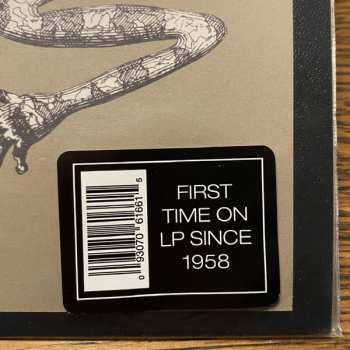 FIRST
TIME ON
LP SINCE
1958
0 93070 61661 5